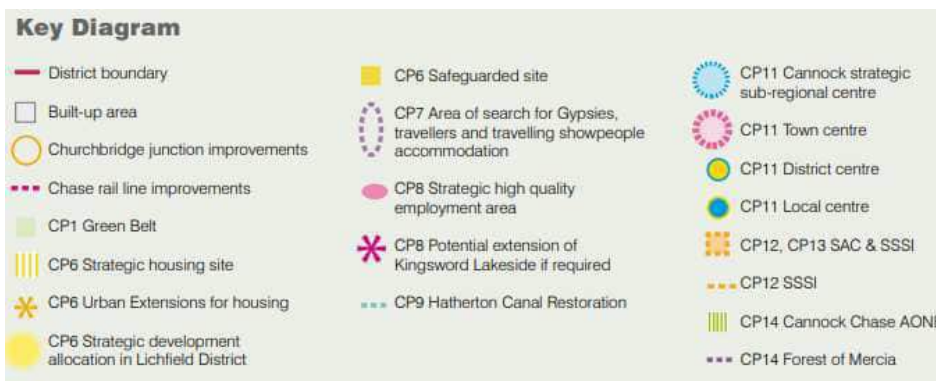 Key Diagram
District boundary
Built-up area
Churchbridge junction improvements
Chase rail line improvements
CP1 Green Belt
CP6 Strategic housing site
CP6 Urban Extensions for housing
CP6 Strategic development
allocation in Lichfield District
CP6 Safeguarded site
CP7 Area of search for Gypsies,
travellers and travelling showpeople
accommodation
CP8 Strategic high quality
employment area
CP8 Potential extension of
Kingsword Lakeside if required
CP9 Hatherton Canal Restoration
CP11 Cannock strategic
sub-regional centre
CP11 Town centre
CP11 District centre
CP11 Local centre
CP12, CP13 SAC & SSSI
CP12 SSSI
CP14 Cannock Chase AON
CP14 Forest of Mercia